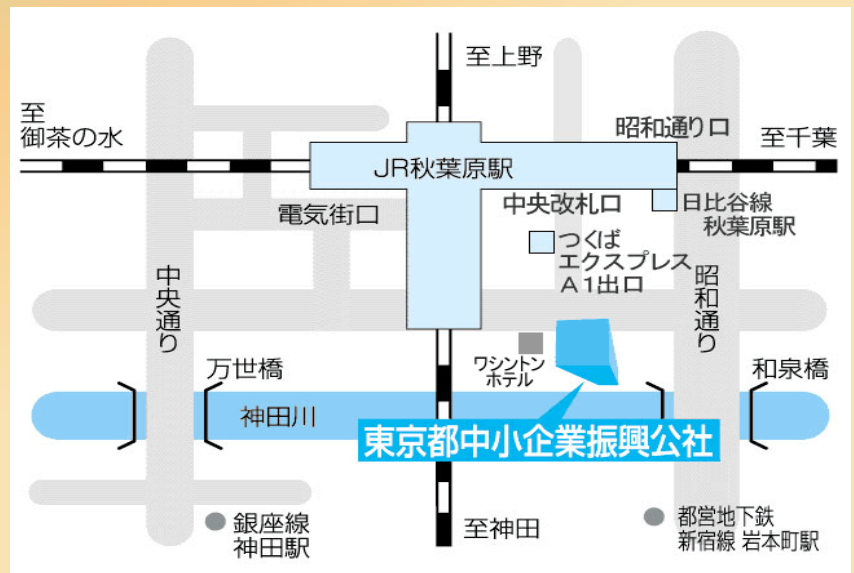 至上野
至
御茶の水
昭和通り口
至千葉
JR秋葉原駅
電気街口
中央改札口
日比谷線
秋葉原駅
つくば
エクスプレス
A1出口
中央通り
昭和通り
ワシントン
ホテル
万世橋
和泉橋
神田川
東京都中小企業振興公社
銀座線
神田駅
至神田
都営地下鉄
新宿線 岩本町駅